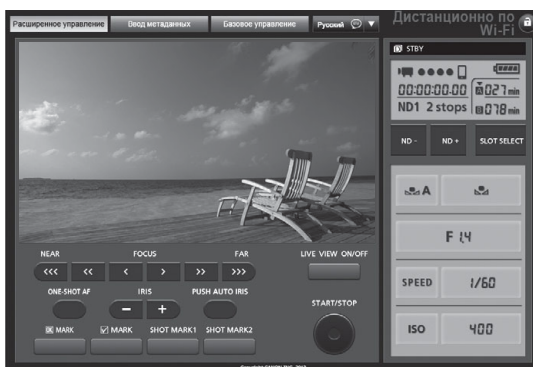 Расширенное управление
Ввод метаданных
Базовое управление
Русский
Дистанционно по
Wi-Fi
STBY
00:00:00.00
A 027 min
ND1 2 stops
B 078 min
ND -
ND +
SLOT SELECT
A
F 1.4
SPEED
1/60
ISO
400
NEAR
FOCUS
FAR
<<<
<<
<
>
>>
>>>
LIVE VIEW ON/OFF
ONE-SHOT AF
IRIS
PUSH AUTO IRIS
−
+
START/STOP
OK MARK
MARK
SHOT MARK1
SHOT MARK2